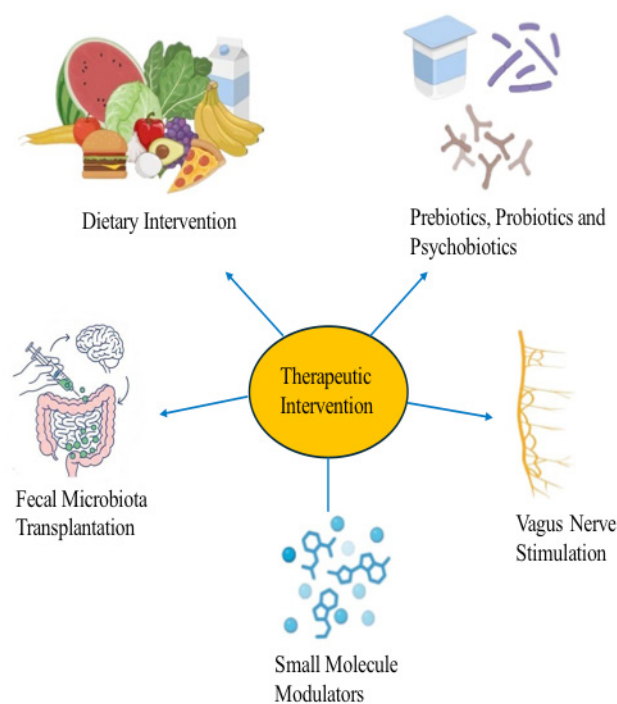 Dietary Intervention
Prebiotics, Probiotics and
Psychobiotics
Therapeutic
Intervention
Fecal Microbiota
Transplantation
Vagus Nerve
Stimulation
Small Molecule
Modulators